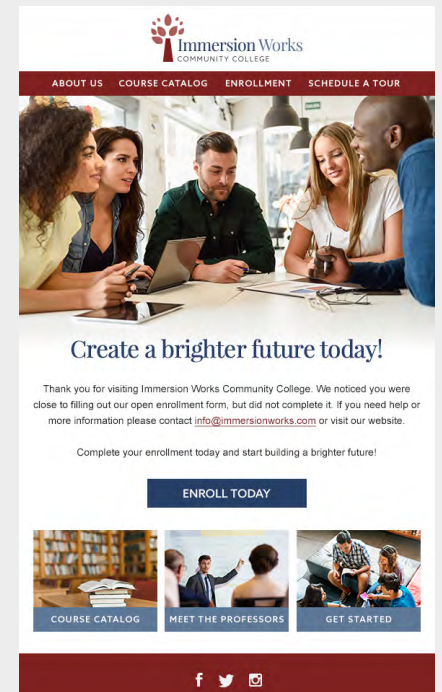 Immersion Works
COMMUNITY COLLEGE
ABOUT US COURSE CATALOG ENROLLMENT SCHEDULE A TOUR
Create a brighter future today!
Thank you for visiting Immersion Works Community College. We noticed you were
close to filling out our open enrollment form, but did not complete it. If you need help or
more information please contact info@immersionworks.com or visit our website.
Complete your enrollment today and start building a brighter future!
ENROLL TODAY
COURSE CATALOG MEET THE PROFESSORS GET STARTED